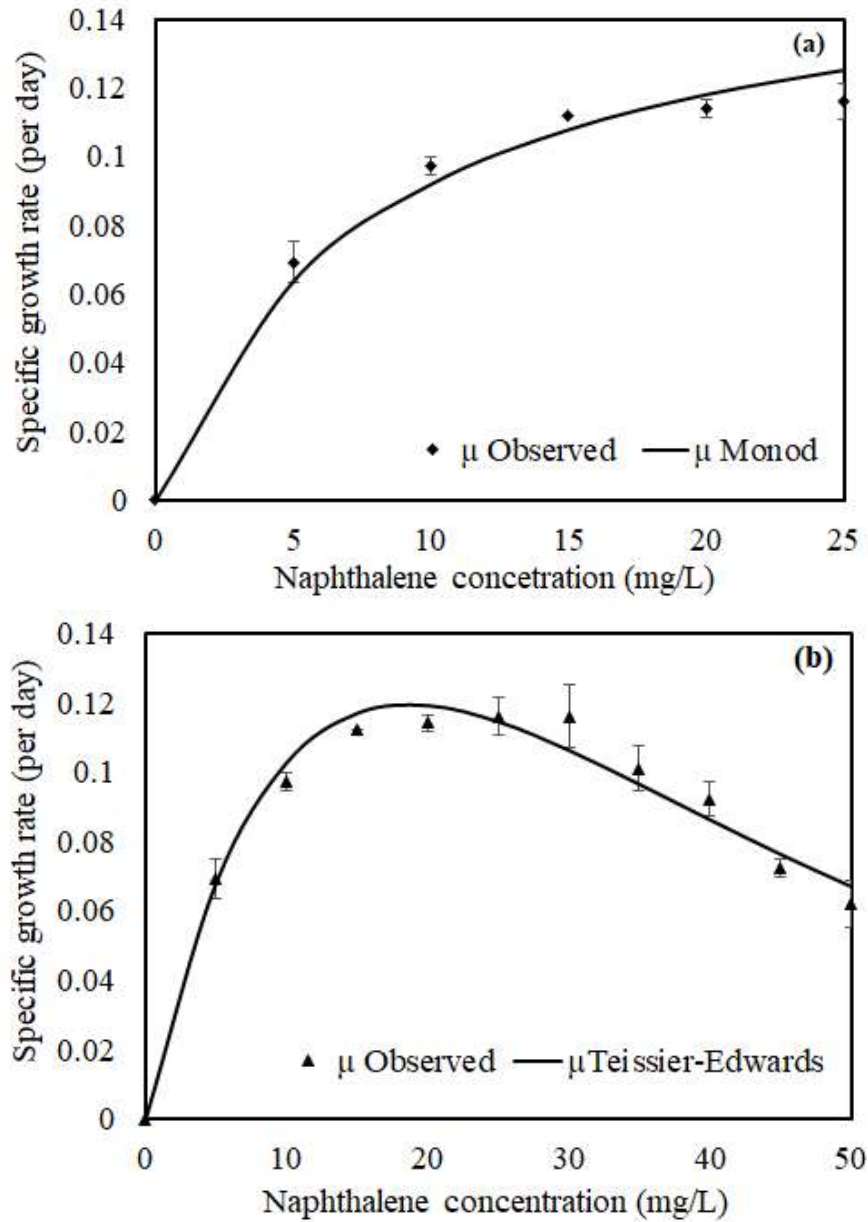 (a)
Specific growth rate (per day)
0.14
0.12
0.1
0.08
0.06
0.04
0.02
0
μ Observed μ Monod
0 5 10 15 20 25
Naphthalene concetration (mg/L)
(b)
Specific growth rate (per day)
0.14
0.12
0.1
0.08
0.06
0.04
0.02
0
μ Observed μTeissier-Edwards
0 10 20 30 40 50
Naphthalene concentration (mg/L)